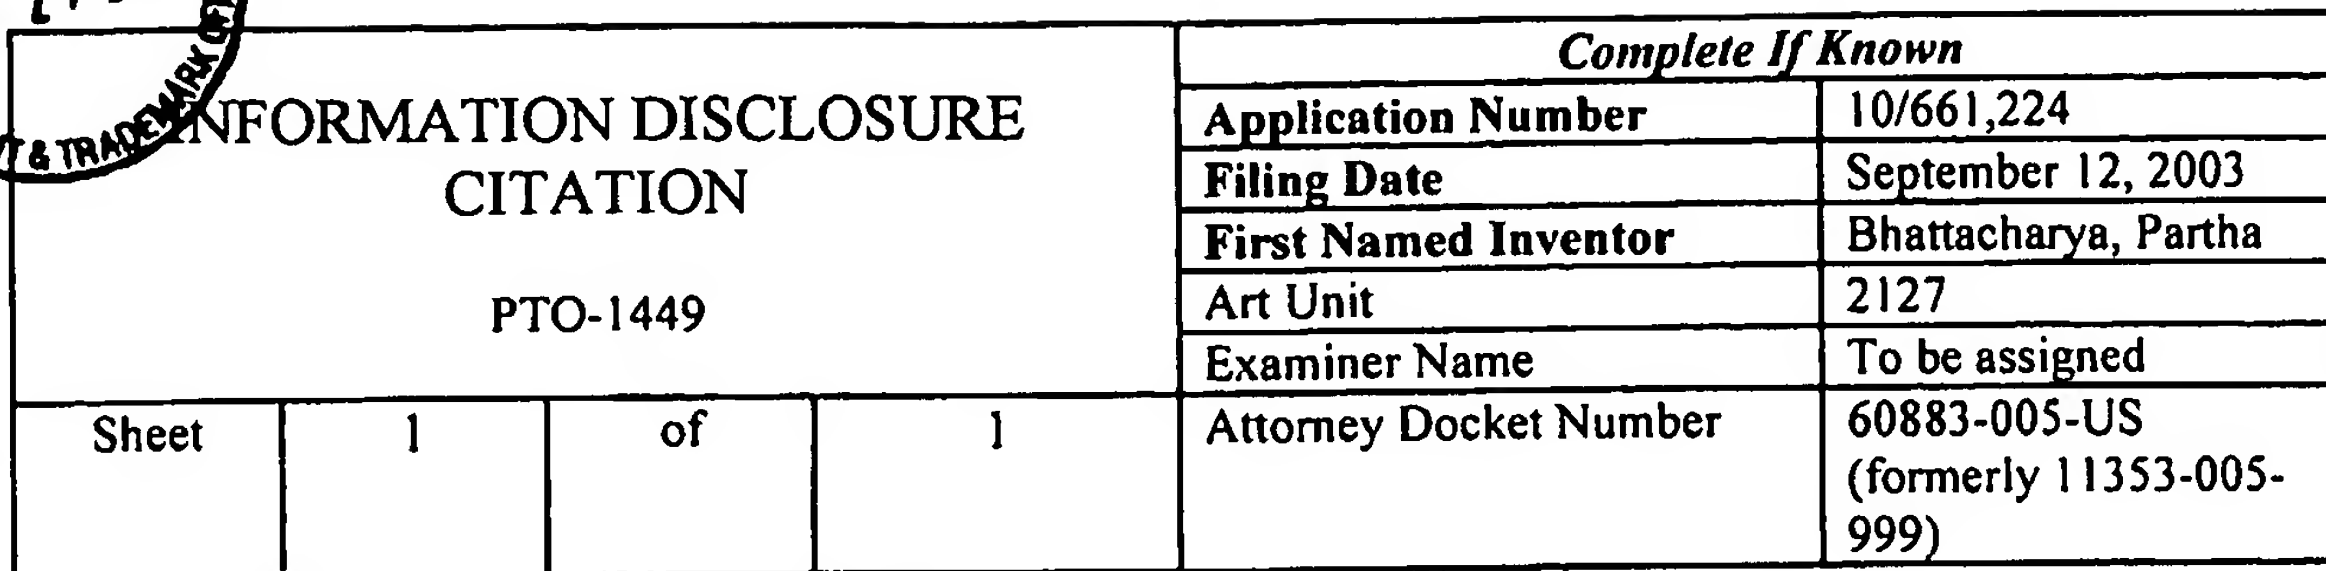 T & TRADEMARK OF
INFORMATION DISCLOSURE
CITATION
PTO-1449
Sheet 1 of 1
Complete If Known
Application Number 10/661,224
Filing Date September 12, 2003
First Named Inventor Bhattacharya, Partha
Art Unit 2127
Examiner Name To be assigned
Attorney Docket Number 60883-005-US
(formerly 11353-005-
999)